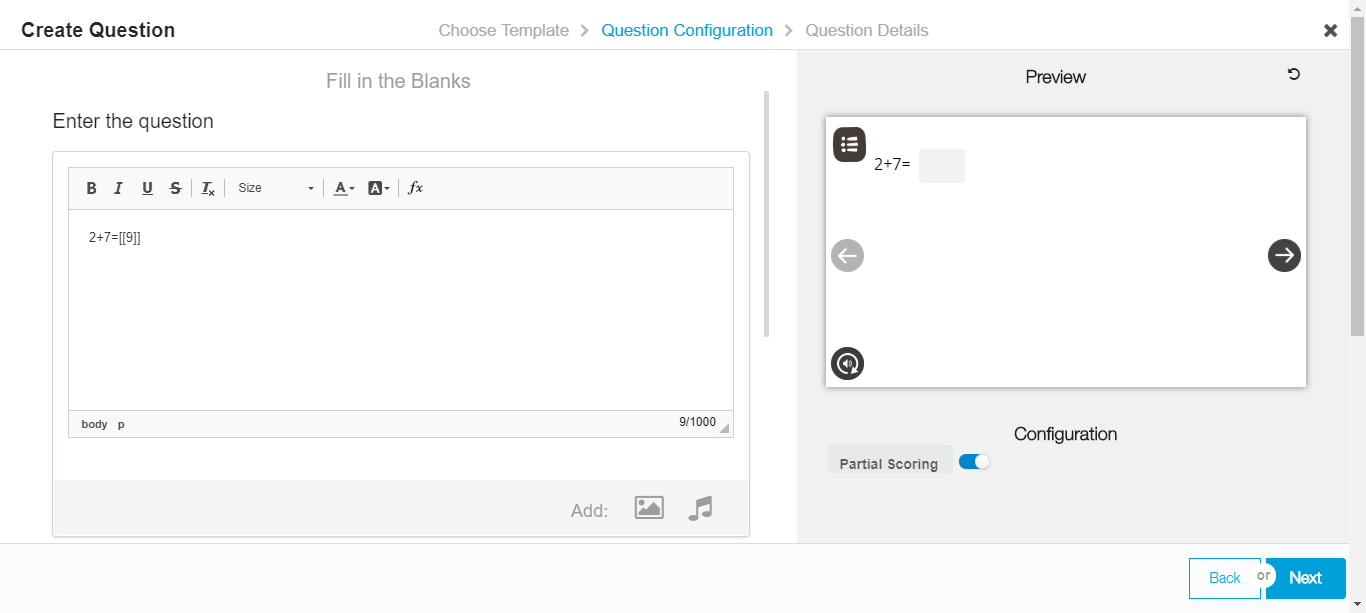 Create Question
Choose Template > Question Configuration > Question Details
Fill in the Blanks
Enter the question
B I U S Tx Size A A fx
2+7=[[9]]
body p
9/1000
Add:
Preview
2+7=
Configuration
Partial Scoring
Back or Next